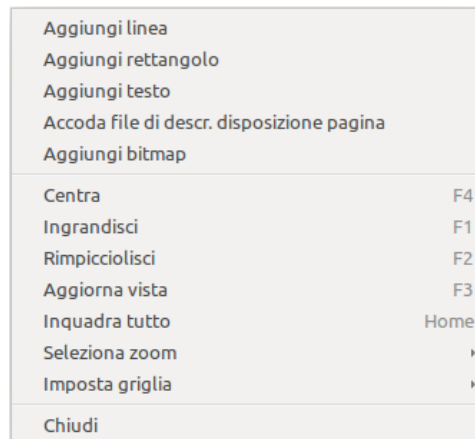 Aggiungi linea
Aggiungi rettangolo
Aggiungi testo
Accoda file di descr. disposizione pagina
Aggiungi bitmap
Centra F4
Ingrandisci F1
Rimpicciolisci F2
Aggiorna vista F3
Inquadra tutto Home
Seleziona zoom
Imposta griglia
Chiudi